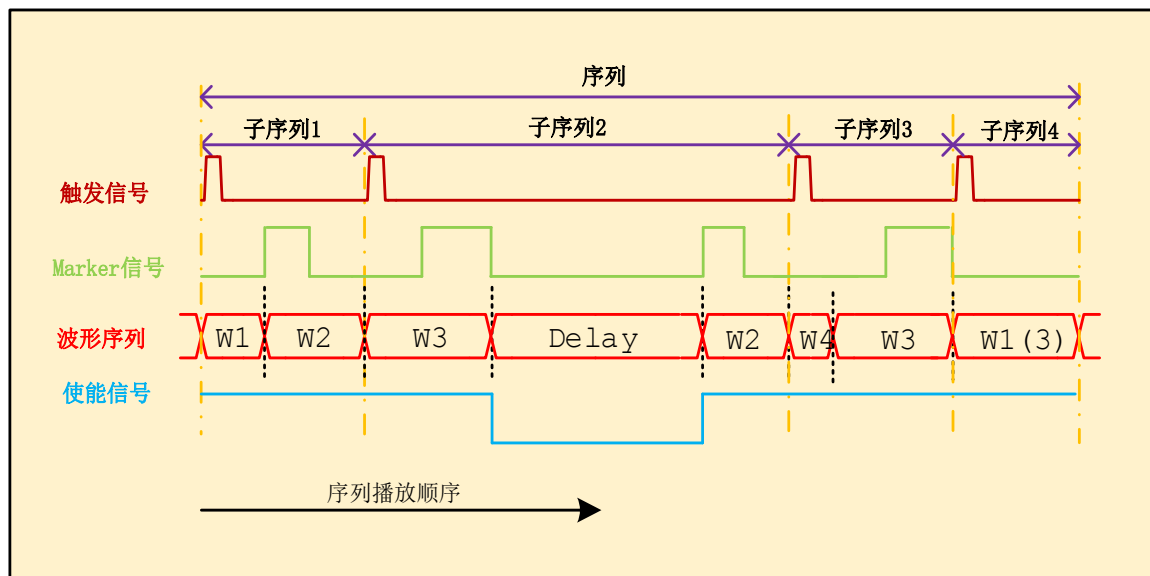 序列
子序列1 子序列2 子序列3 子序列4
触发信号
Marker信号
波形序列 W1 W2 W3 Delay W2 W4 W3 W1(3)
使能信号
序列播放顺序